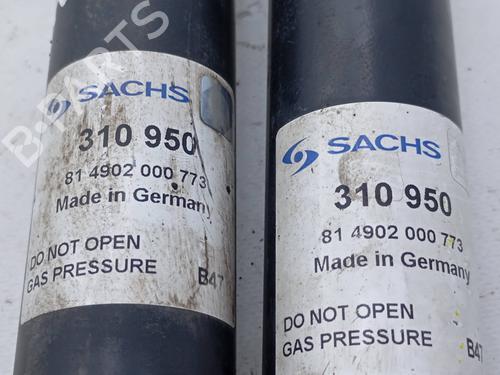 SACHS
310 950
81 4902 000 773
Made in Germany
DO NOT OPEN
GAS PRESSURE
B47
SACHS
310 950
81 4902 000 773
Made in Germany
DO NOT OPEN
GAS PRESSURE
B47
B-PARTS